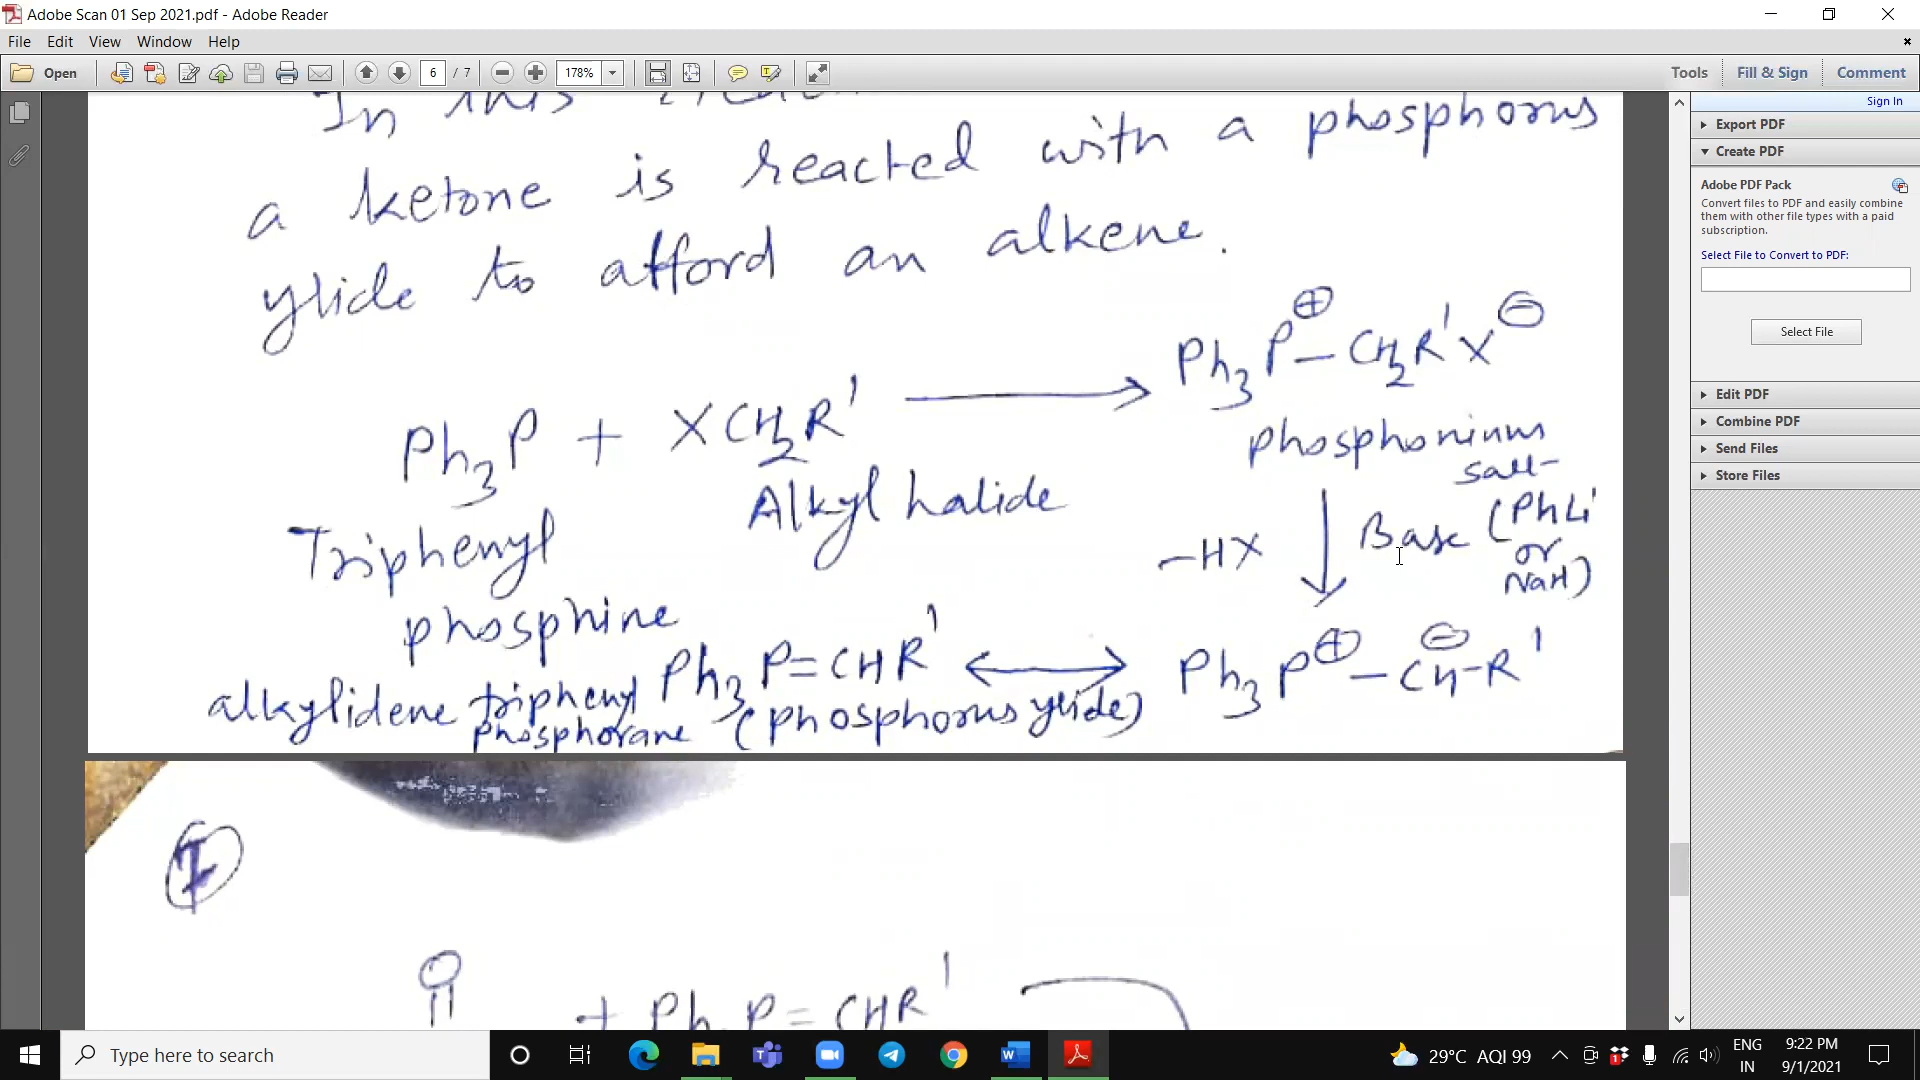 Adobe Scan 01 Sep 2021.pdf - Adobe Reader
File Edit View Window Help
Open 6 / 7 178% Tools Fill & Sign Comment
In this
a ketone is reacted with a phosphorus
ylide to afford an alkene.
Ph3P + XCH2R' ⟶ Ph3P⊕—CH2R' X⊖
Triphenyl phosphine
Alkyl halide
phosphonium salt
-HX ↓ Base (PhLi or NaH)
Ph3P=CHR' ⟷ Ph3P⊕—C⊖H-R'
alkylidene triphenyl phosphorane (phosphorus ylide)
O
+ Ph P=CHR'
Sign In
Export PDF
Create PDF
Adobe PDF Pack
Convert files to PDF and easily combine
them with other file types with a paid
subscription.
Select File to Convert to PDF:
Select File
Edit PDF
Combine PDF
Send Files
Store Files
Type here to search
29°C AQI 99
ENG
IN
9:22 PM
9/1/2021